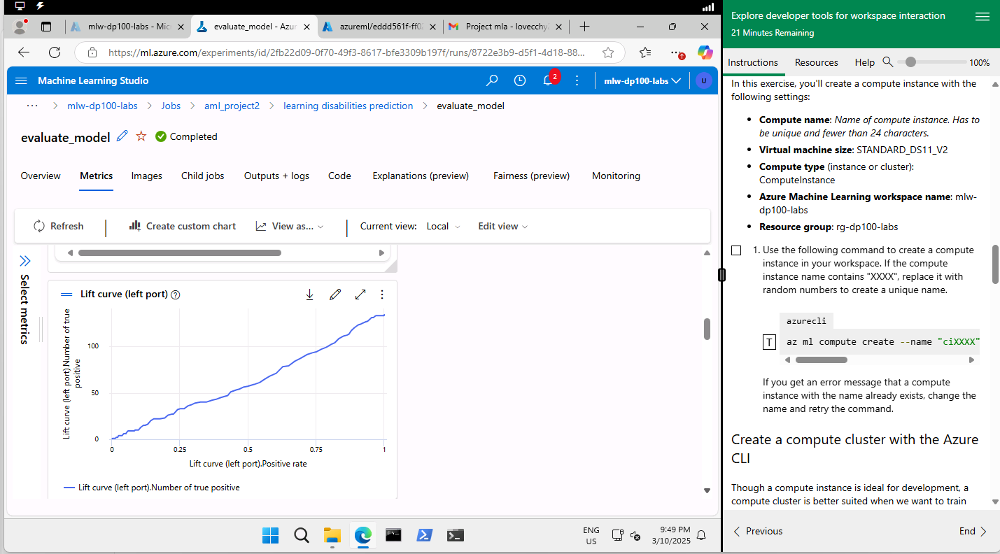 mlw-dp100-labs - Mic
evaluate_model - Azur
azureml/eddd561f-ff02
Project mla - lovecchy
https://ml.azure.com/experiments/id/2fb22d09-0f70-49f3-8617-bfe3309b197f/runs/8722e3b9-d5f1-4d18-88...
Machine Learning Studio
2
mlw-dp100-labs
U
... > mlw-dp100-labs > Jobs > aml_project2 > learning disabilities prediction > evaluate_model
evaluate_model
Completed
Overview
Metrics
Images
Child jobs
Outputs + logs
Code
Explanations (preview)
Fairness (preview)
Monitoring
Refresh
Create custom chart
View as...
Current view: Local
Edit view
Select metrics
Lift curve (left port)
Lift curve (left port).Number of true
positive
100
50
0
0
0.25
0.5
0.75
1
Lift curve (left port).Positive rate
Lift curve (left port).Number of true positive
ENG
US
9:49 PM
3/10/2025
Explore developer tools for workspace interaction
21 Minutes Remaining
Instructions
Resources
Help
100%
In this exercise, you'll create a compute instance with the
following settings:
• Compute name: Name of compute instance. Has to
be unique and fewer than 24 characters.
• Virtual machine size: STANDARD_DS11_V2
• Compute type (instance or cluster):
ComputeInstance
• Azure Machine Learning workspace name: mlw-
dp100-labs
• Resource group: rg-dp100-labs
1. Use the following command to create a compute
instance in your workspace. If the compute
instance name contains "XXXX", replace it with
random numbers to create a unique name.
azurecli
T
az ml compute create --name "ciXXXX"
If you get an error message that a compute
instance with the name already exists, change the
name and retry the command.
Create a compute cluster with the Azure
CLI
Though a compute instance is ideal for development, a
compute cluster is better suited when we want to train
Previous
End